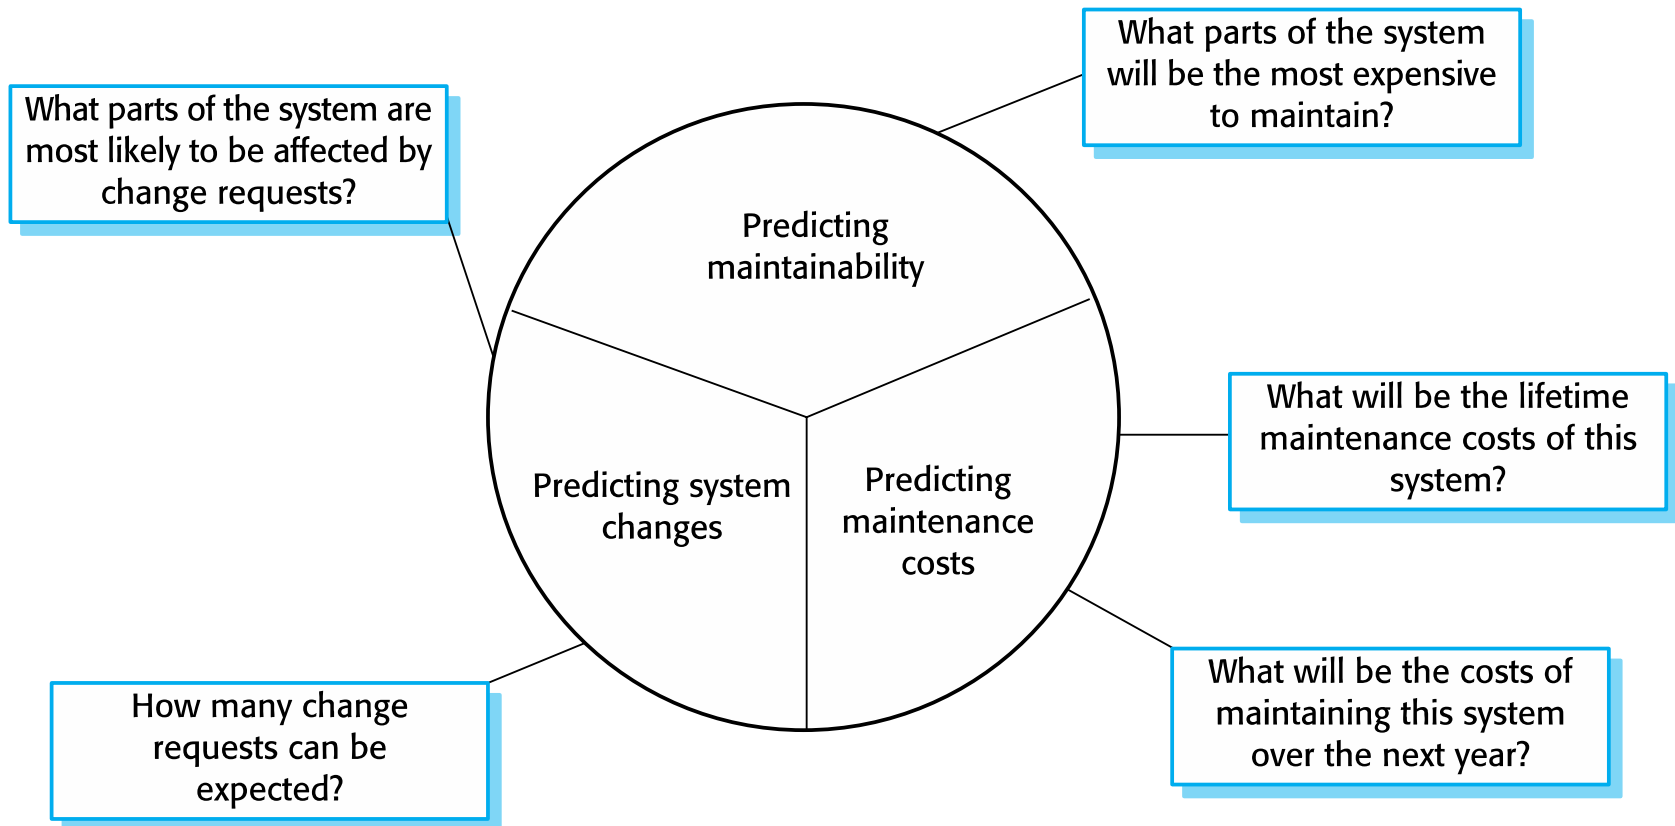 What parts of the system
will be the most expensive
to maintain?
What parts of the system are
most likely to be affected by
change requests?
Predicting
maintainability
What will be the lifetime
maintenance costs of this
system?
Predicting system
changes
Predicting
maintenance
costs
What will be the costs of
maintaining this system
over the next year?
How many change
requests can be
expected?